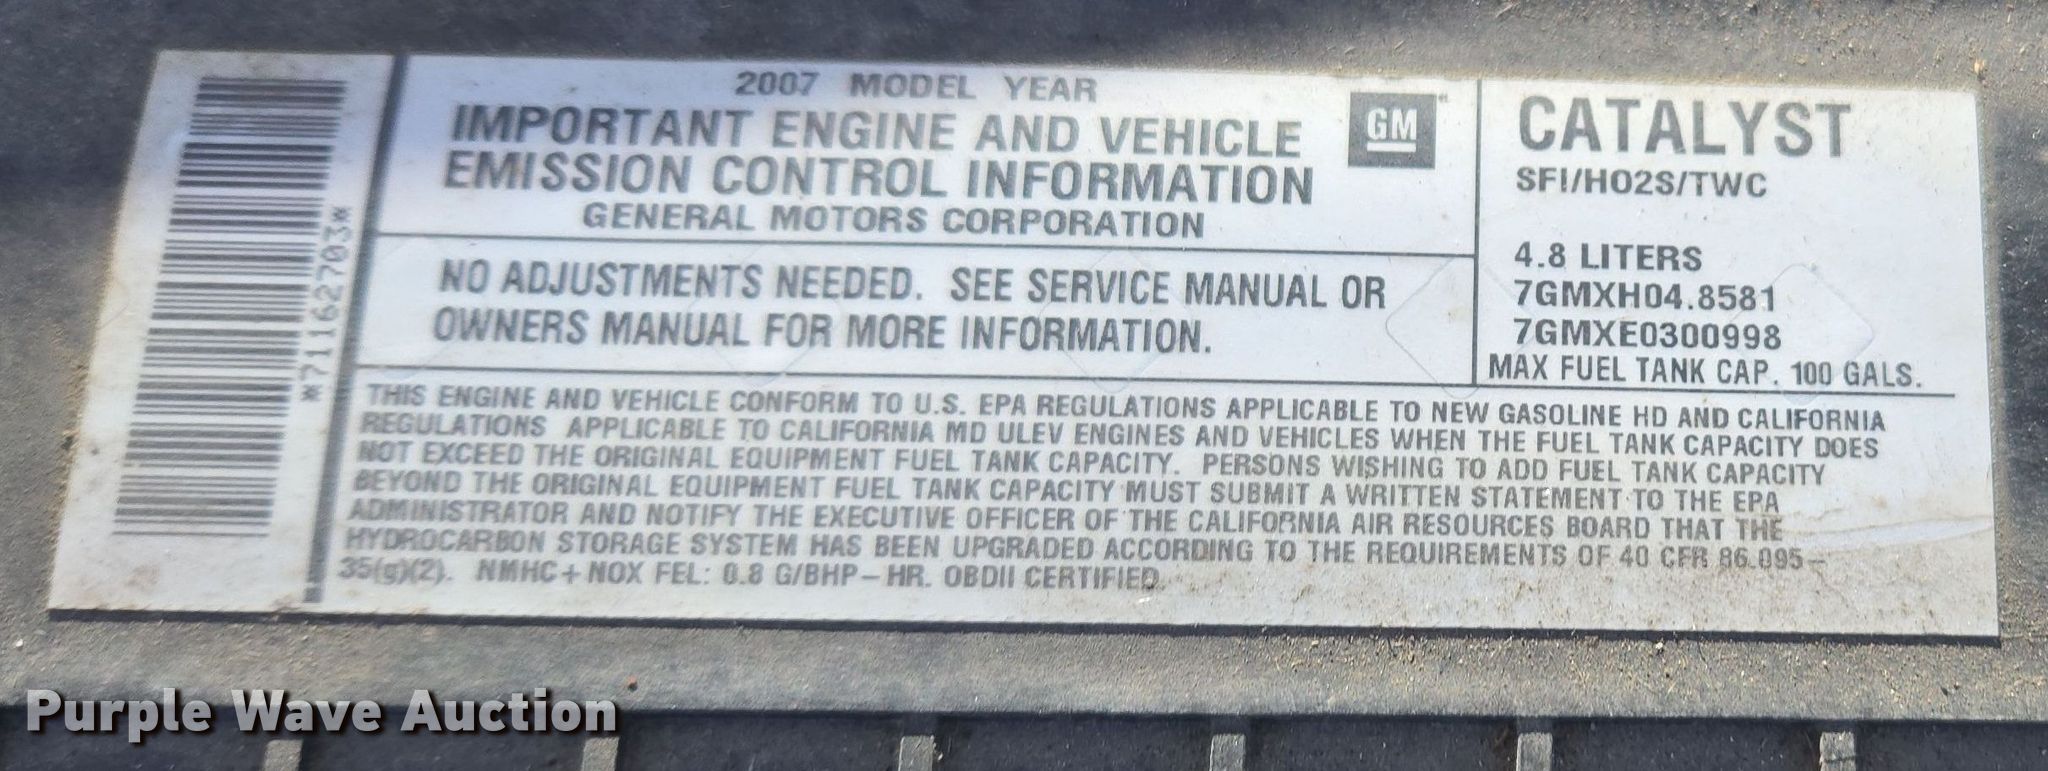 2007 MODEL YEAR
IMPORTANT ENGINE AND VEHICLE
EMISSION CONTROL INFORMATION
GENERAL MOTORS CORPORATION
GM
CATALYST
SFI/HO2S/TWC
4.8 LITERS
7GMXH04.8581
7GMXE0300998
MAX FUEL TANK CAP. 100 GALS.
NO ADJUSTMENTS NEEDED. SEE SERVICE MANUAL OR
OWNERS MANUAL FOR MORE INFORMATION.
*71162703*
THIS ENGINE AND VEHICLE CONFORM TO U.S. EPA REGULATIONS APPLICABLE TO NEW GASOLINE HD AND CALIFORNIA
REGULATIONS APPLICABLE TO CALIFORNIA MD ULEV ENGINES AND VEHICLES WHEN THE FUEL TANK CAPACITY DOES
NOT EXCEED THE ORIGINAL EQUIPMENT FUEL TANK CAPACITY. PERSONS WISHING TO ADD FUEL TANK CAPACITY
BEYOND THE ORIGINAL EQUIPMENT FUEL TANK CAPACITY MUST SUBMIT A WRITTEN STATEMENT TO THE EPA
ADMINISTRATOR AND NOTIFY THE EXECUTIVE OFFICER OF THE CALIFORNIA AIR RESOURCES BOARD THAT THE
HYDROCARBON STORAGE SYSTEM HAS BEEN UPGRADED ACCORDING TO THE REQUIREMENTS OF 40 CFR 86.095-
35(g)(2). NMHC+NOX FEL: 0.8 G/BHP-HR. OBDII CERTIFIED.
Purple Wave Auction